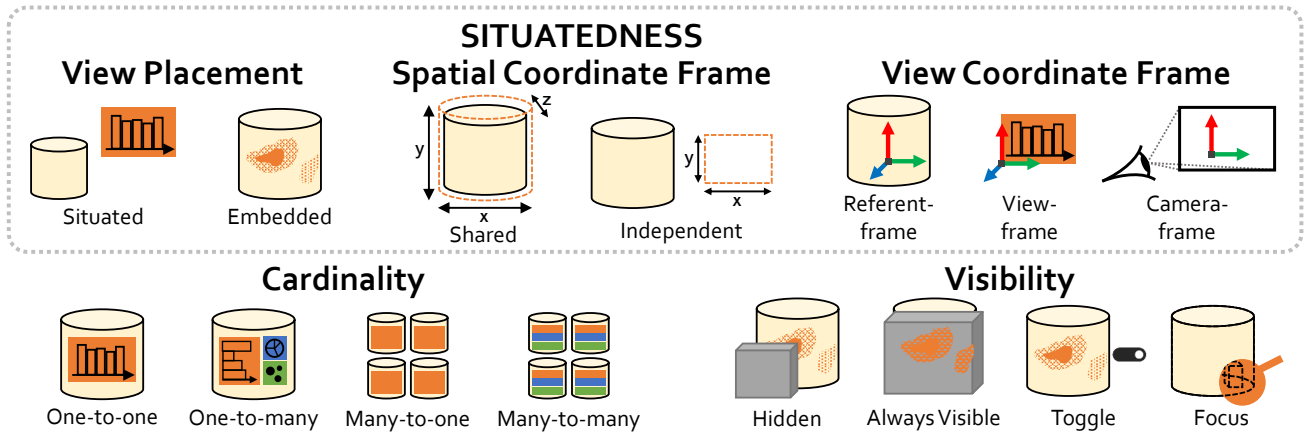 SITUATEDNESS
View Placement
Spatial Coordinate Frame
View Coordinate Frame
z
y
x
y
x
Situated
Embedded
Shared
Independent
Referent-
frame
View-
frame
Camera-
frame
Cardinality
Visibility
One-to-one
One-to-many
Many-to-one
Many-to-many
Hidden
Always Visible
Toggle
Focus